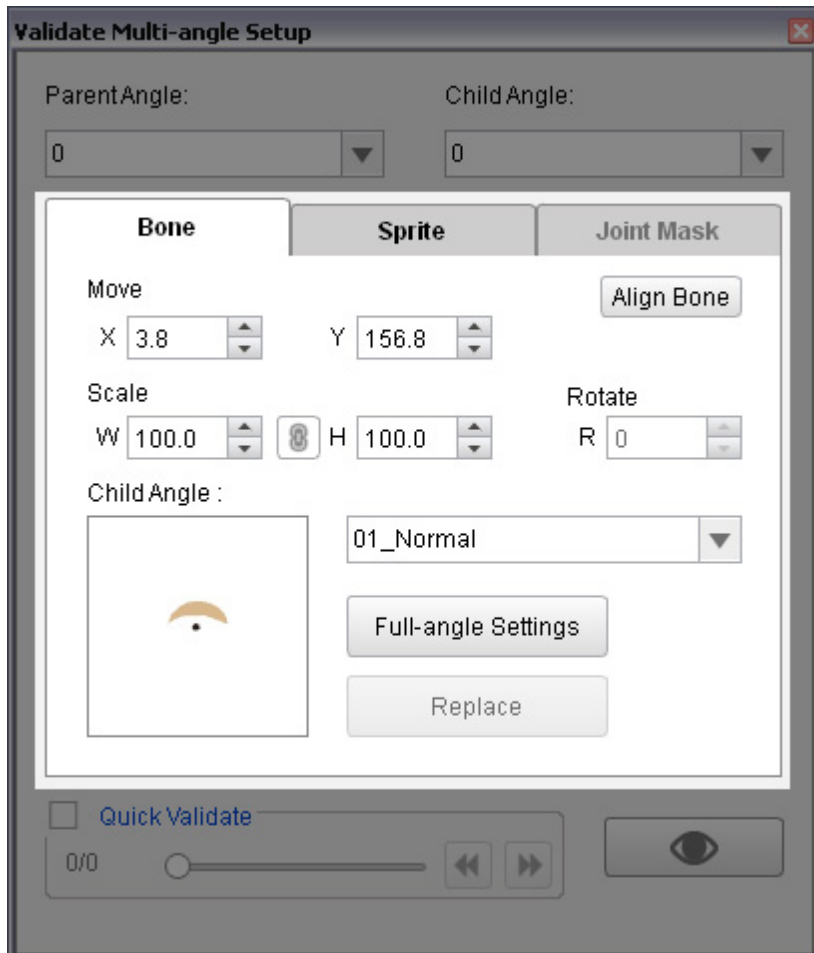 Validate Multi-angle Setup
Parent Angle: Child Angle:
0 0
Bone Sprite Joint Mask
Move Align Bone
X 3.8 Y 156.8
Scale Rotate
W 100.0 H 100.0 R 0
Child Angle :
01_Normal
Full-angle Settings
Replace
Quick Validate
0/0